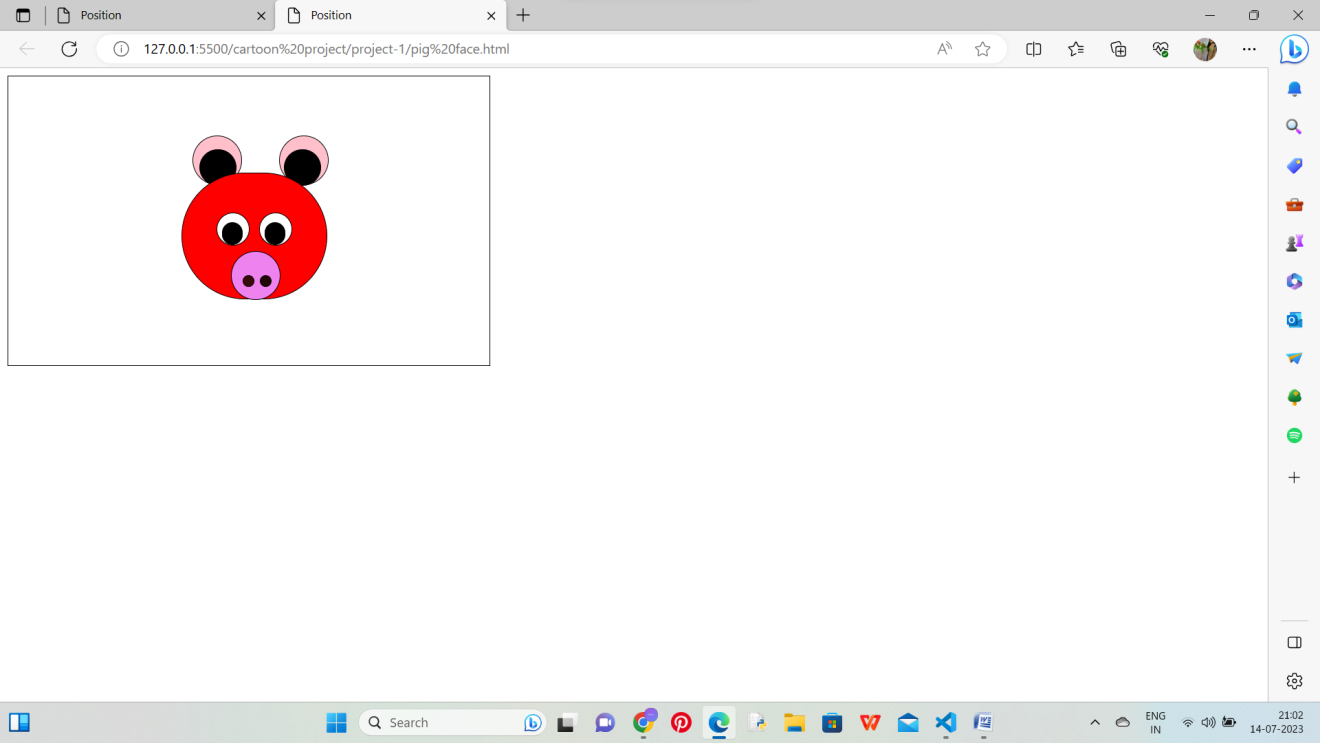 Position
Position
127.0.0.1:5500/cartoon%20project/project-1/pig%20face.html
Search
ENG
IN
21:02
14-07-2023